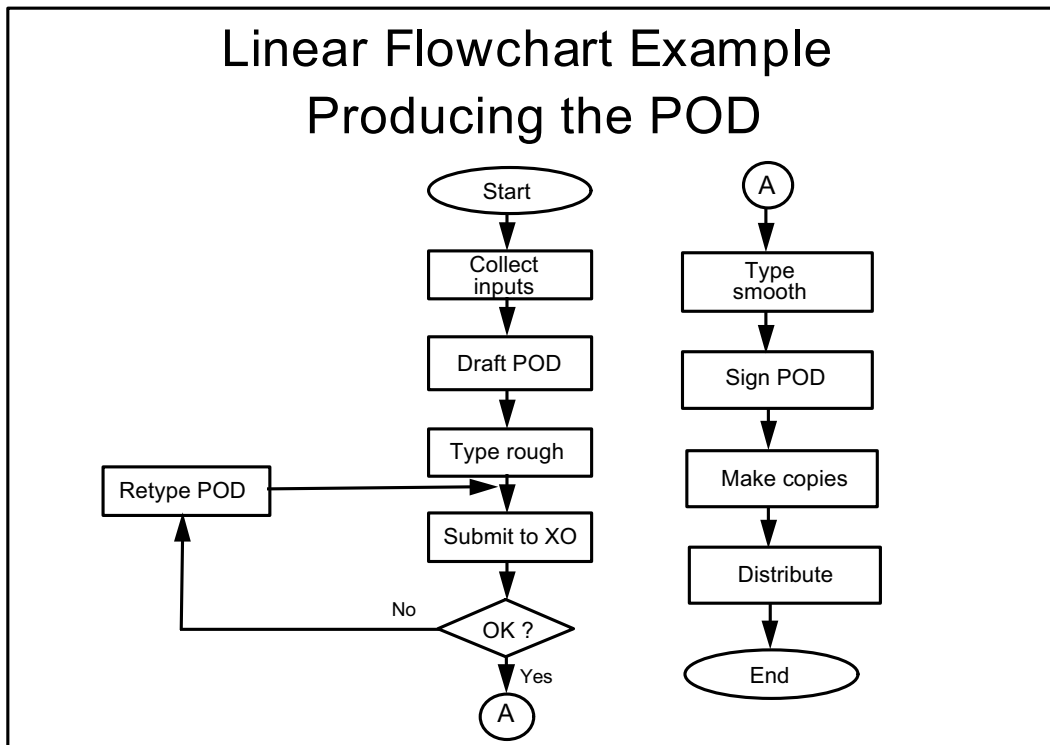 Linear Flowchart Example
Producing the POD
Start
Collect
inputs
Draft POD
Type rough
Retype POD
Submit to XO
No
OK ?
Yes
A
A
Type
smooth
Sign POD
Make copies
Distribute
End